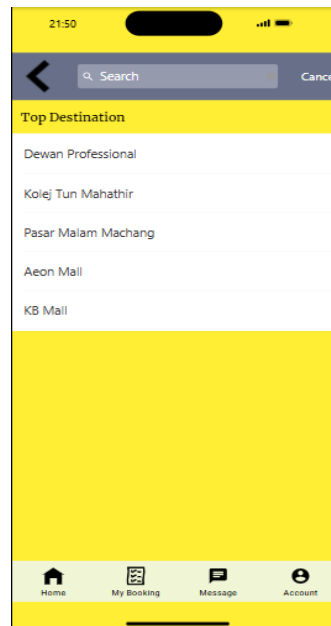 21:50
Search
Cance
Top Destination
Dewan Professional
Kolej Tun Mahathir
Pasar Malam Machang
Aeon Mall
KB Mall
Home My Booking Message Account